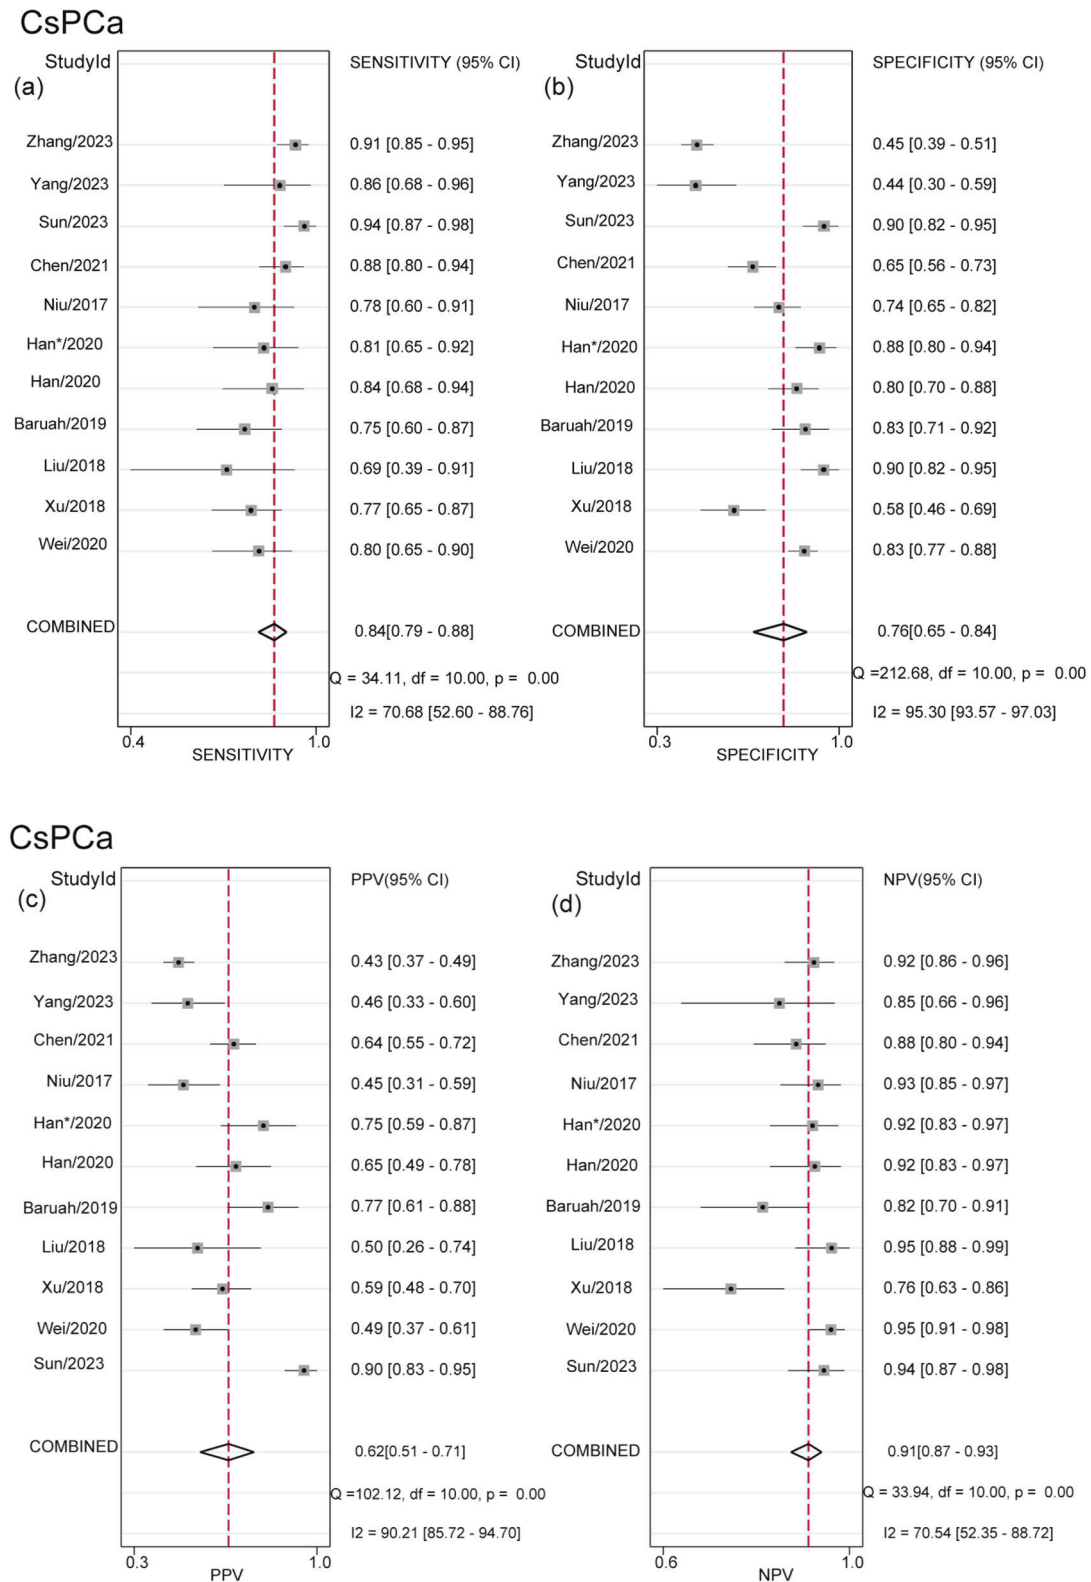 CsPCa
(a)
StudyId SENSITIVITY (95% CI)
Zhang/2023 0.91 [0.85 - 0.95]
Yang/2023 0.86 [0.68 - 0.96]
Sun/2023 0.94 [0.87 - 0.98]
Chen/2021 0.88 [0.80 - 0.94]
Niu/2017 0.78 [0.60 - 0.91]
Han*/2020 0.81 [0.65 - 0.92]
Han/2020 0.84 [0.68 - 0.94]
Baruah/2019 0.75 [0.60 - 0.87]
Liu/2018 0.69 [0.39 - 0.91]
Xu/2018 0.77 [0.65 - 0.87]
Wei/2020 0.80 [0.65 - 0.90]
COMBINED 0.84[0.79 - 0.88]
Q = 34.11, df = 10.00, p = 0.00
I2 = 70.68 [52.60 - 88.76]
0.4 1.0
SENSITIVITY
(b)
StudyId SPECIFICITY (95% CI)
Zhang/2023 0.45 [0.39 - 0.51]
Yang/2023 0.44 [0.30 - 0.59]
Sun/2023 0.90 [0.82 - 0.95]
Chen/2021 0.65 [0.56 - 0.73]
Niu/2017 0.74 [0.65 - 0.82]
Han*/2020 0.88 [0.80 - 0.94]
Han/2020 0.80 [0.70 - 0.88]
Baruah/2019 0.83 [0.71 - 0.92]
Liu/2018 0.90 [0.82 - 0.95]
Xu/2018 0.58 [0.46 - 0.69]
Wei/2020 0.83 [0.77 - 0.88]
COMBINED 0.76[0.65 - 0.84]
Q =212.68, df = 10.00, p = 0.00
I2 = 95.30 [93.57 - 97.03]
0.3 1.0
SPECIFICITY
CsPCa
(c)
StudyId PPV(95% CI)
Zhang/2023 0.43 [0.37 - 0.49]
Yang/2023 0.46 [0.33 - 0.60]
Chen/2021 0.64 [0.55 - 0.72]
Niu/2017 0.45 [0.31 - 0.59]
Han*/2020 0.75 [0.59 - 0.87]
Han/2020 0.65 [0.49 - 0.78]
Baruah/2019 0.77 [0.61 - 0.88]
Liu/2018 0.50 [0.26 - 0.74]
Xu/2018 0.59 [0.48 - 0.70]
Wei/2020 0.49 [0.37 - 0.61]
Sun/2023 0.90 [0.83 - 0.95]
COMBINED 0.62[0.51 - 0.71]
Q =102.12, df = 10.00, p = 0.00
I2 = 90.21 [85.72 - 94.70]
0.3 1.0
PPV
(d)
StudyId NPV(95% CI)
Zhang/2023 0.92 [0.86 - 0.96]
Yang/2023 0.85 [0.66 - 0.96]
Chen/2021 0.88 [0.80 - 0.94]
Niu/2017 0.93 [0.85 - 0.97]
Han*/2020 0.92 [0.83 - 0.97]
Han/2020 0.92 [0.83 - 0.97]
Baruah/2019 0.82 [0.70 - 0.91]
Liu/2018 0.95 [0.88 - 0.99]
Xu/2018 0.76 [0.63 - 0.86]
Wei/2020 0.95 [0.91 - 0.98]
Sun/2023 0.94 [0.87 - 0.98]
COMBINED 0.91[0.87 - 0.93]
Q = 33.94, df = 10.00, p = 0.00
I2 = 70.54 [52.35 - 88.72]
0.6 1.0
NPV